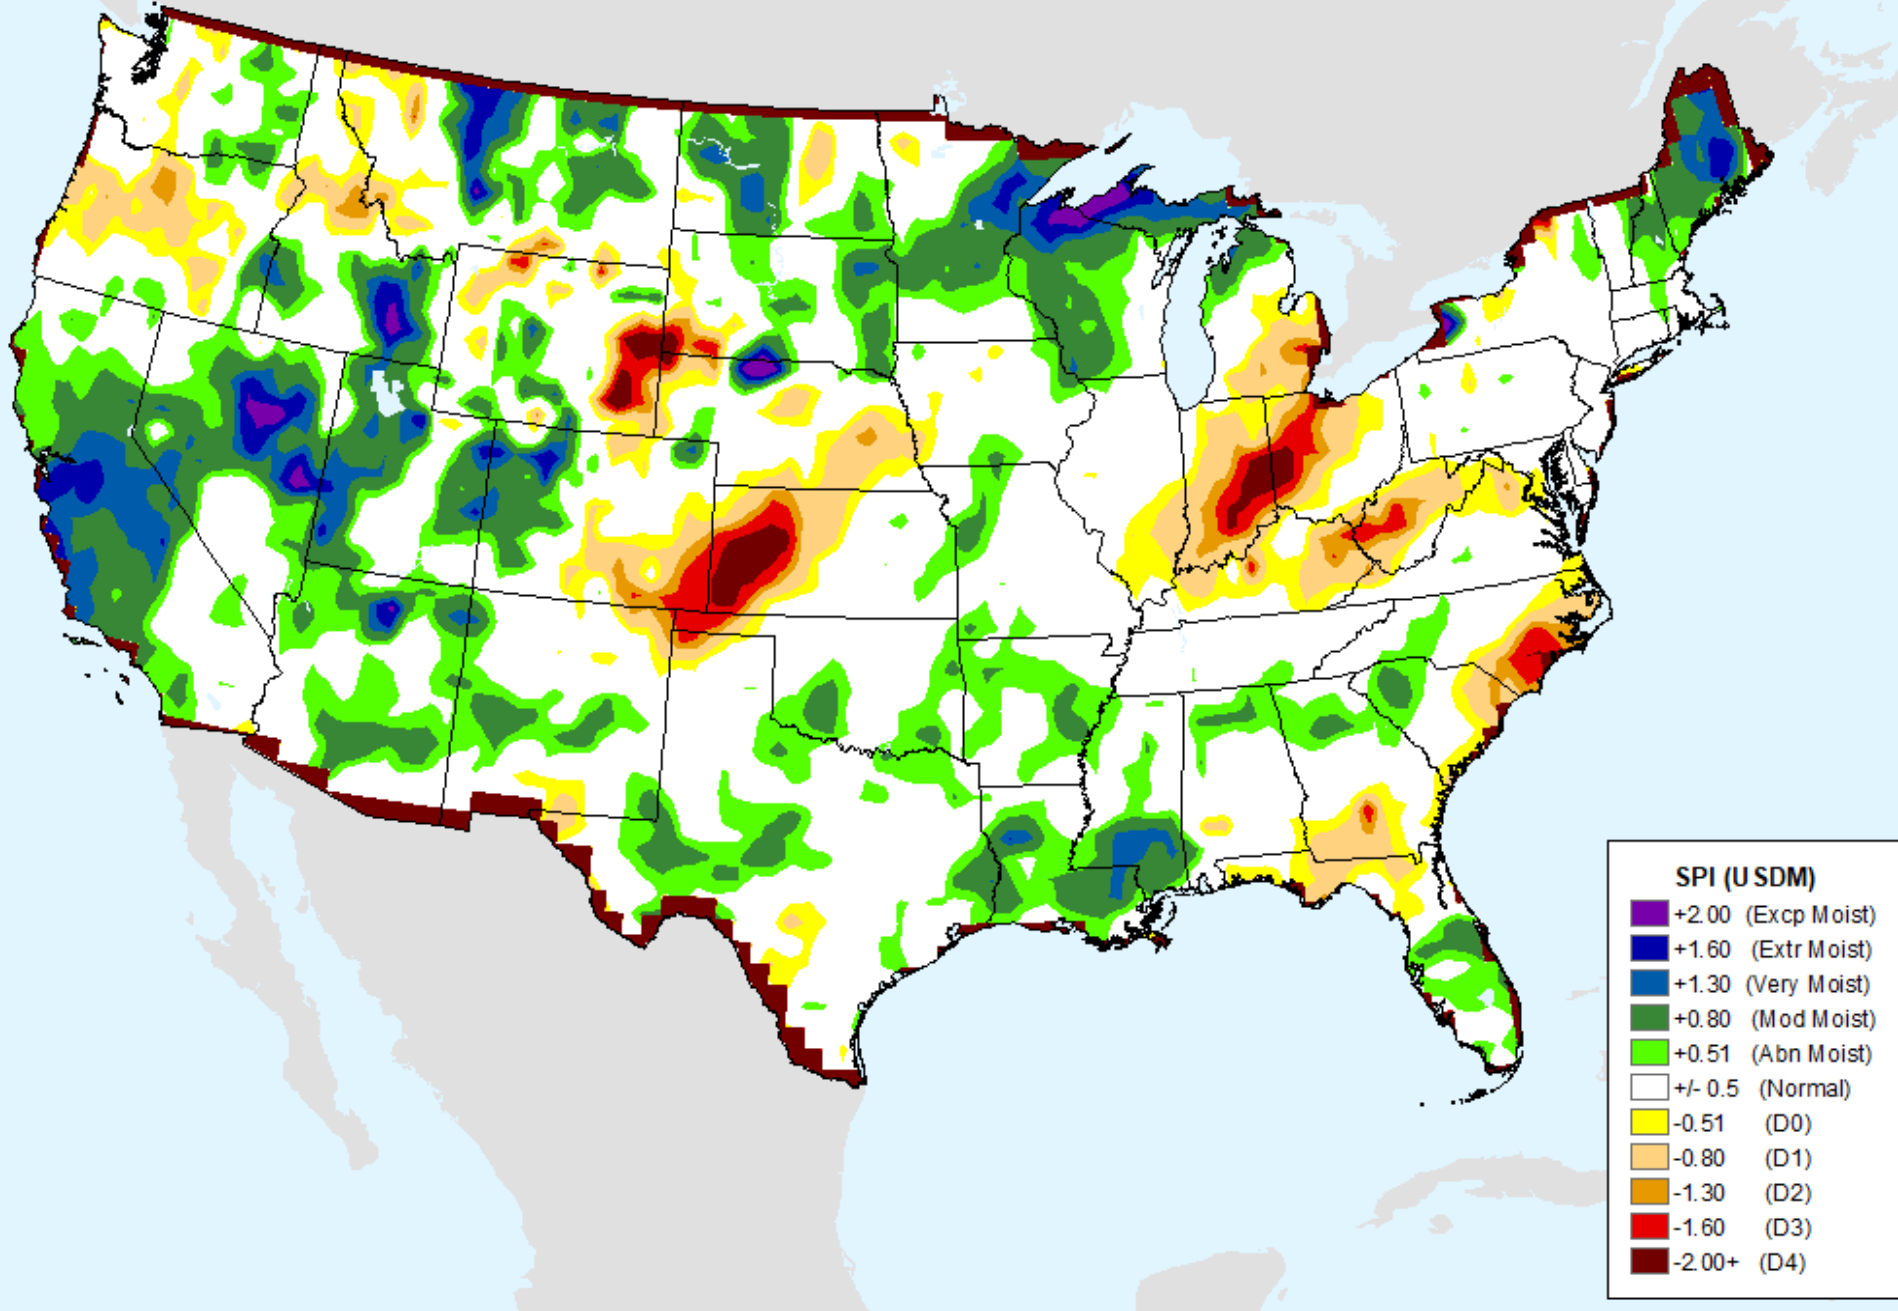 SPI (USDM)
+2.00 (Excp Moist)
+1.60 (Extr Moist)
+1.30 (Very Moist)
+0.80 (Mod Moist)
+0.51 (Abn Moist)
+/- 0.5 (Normal)
-0.51 (D0)
-0.80 (D1)
-1.30 (D2)
-1.60 (D3)
-2.00+ (D4)